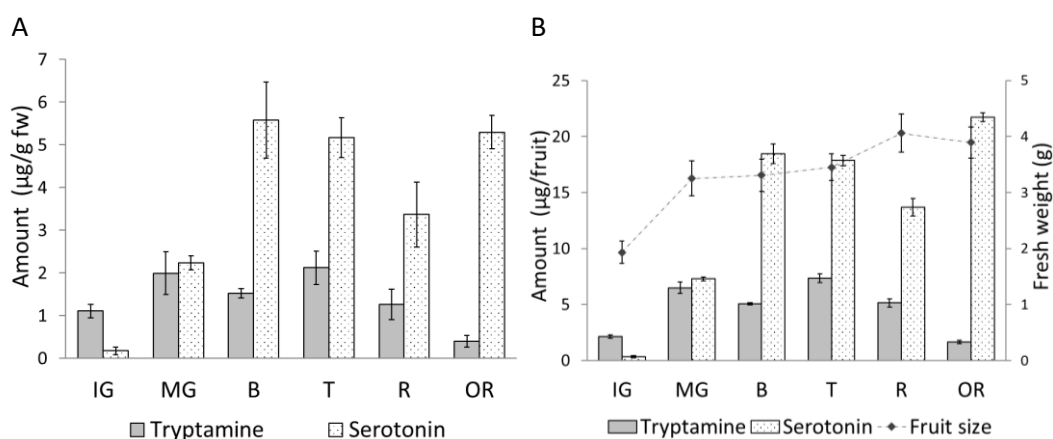 A
Amount (µg/g fw)
7
6
5
4
3
2
1
0
IG MG B T R OR
Tryptamine Serotonin
B
Amount (µg/fruit)
25
20
15
10
5
0
5
4
3
2
1
0
Fresh weight (g)
IG MG B T R OR
Tryptamine Serotonin Fruit size